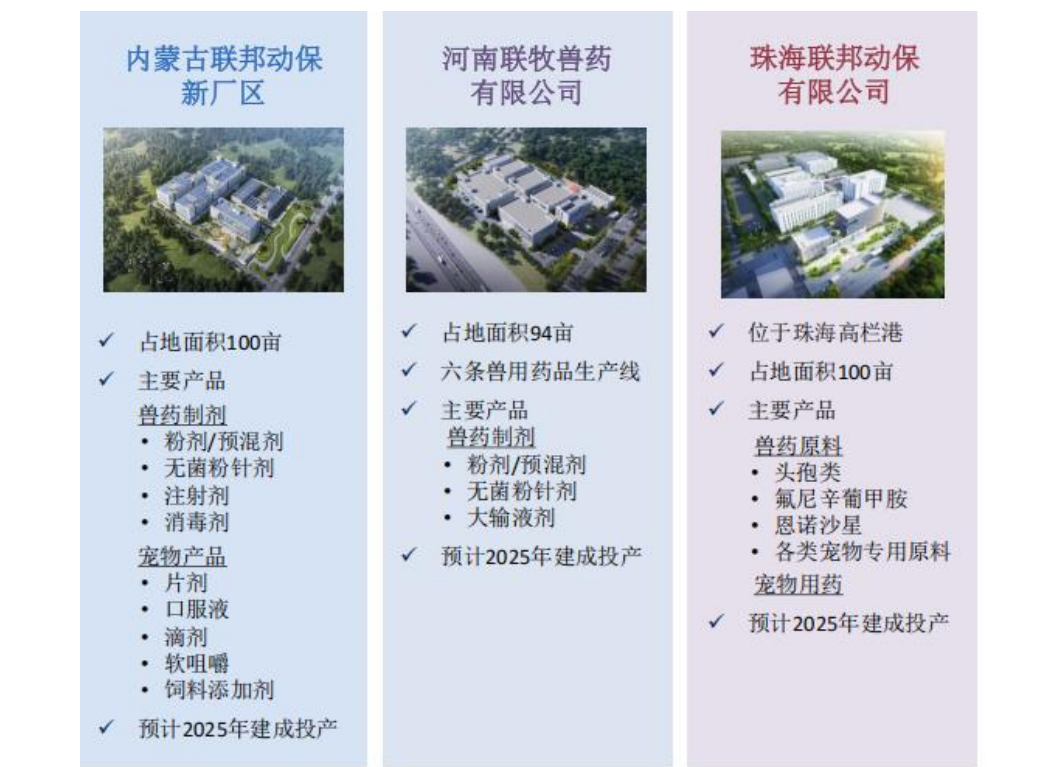 内蒙古联邦动保
新厂区
✓ 占地面积100亩
✓ 主要产品
兽药制剂
• 粉剂/预混剂
• 无菌粉针剂
• 注射剂
• 消毒剂
宠物产品
• 片剂
• 口服液
• 滴剂
• 软咀嚼
• 饲料添加剂
✓ 预计2025年建成投产
河南联牧兽药
有限公司
✓ 占地面积94亩
✓ 六条兽用药品生产线
✓ 主要产品
兽药制剂
• 粉剂/预混剂
• 无菌粉针剂
• 大输液剂
✓ 预计2025年建成投产
珠海联邦动保
有限公司
✓ 位于珠海高栏港
✓ 占地面积100亩
✓ 主要产品
兽药原料
• 头孢类
• 氟尼辛葡甲胺
• 恩诺沙星
• 各类宠物专用原料
宠物用药
✓ 预计2025年建成投产